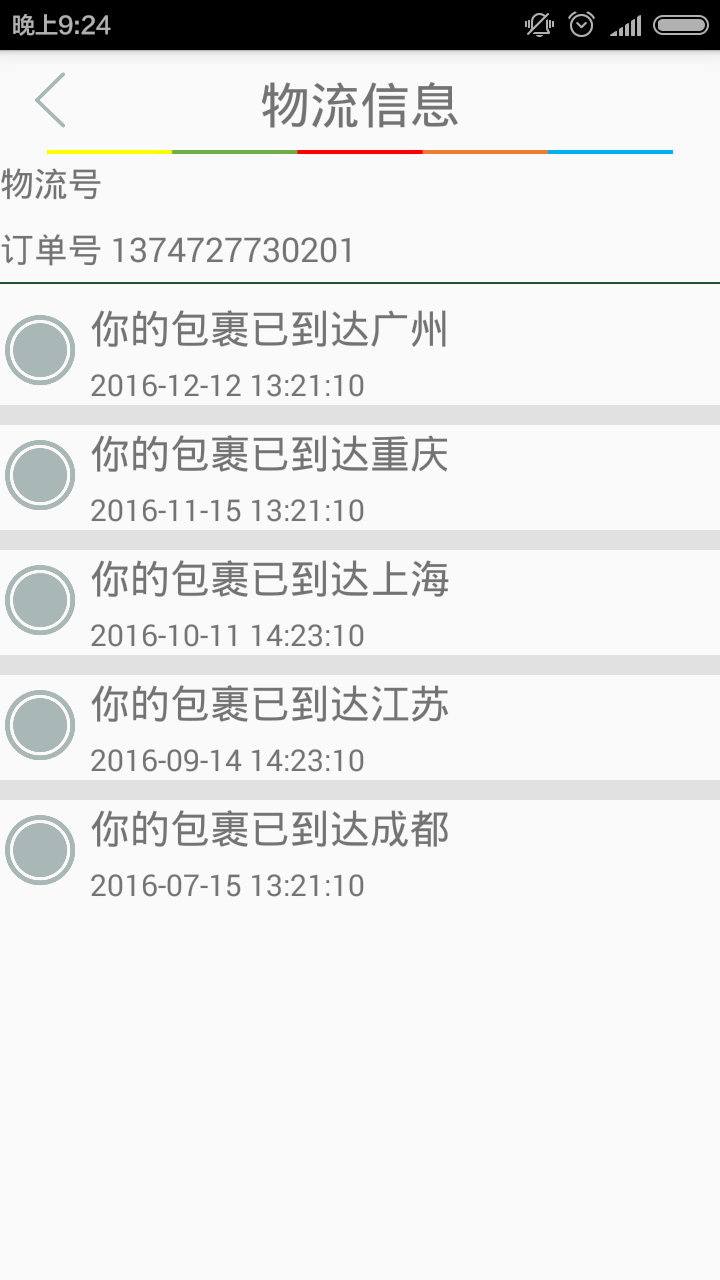 晚上9:24
物流信息
物流号
订单号 1374727730201
你的包裹已到达广州
2016-12-12 13:21:10
你的包裹已到达重庆
2016-11-15 13:21:10
你的包裹已到达上海
2016-10-11 14:23:10
你的包裹已到达江苏
2016-09-14 14:23:10
你的包裹已到达成都
2016-07-15 13:21:10